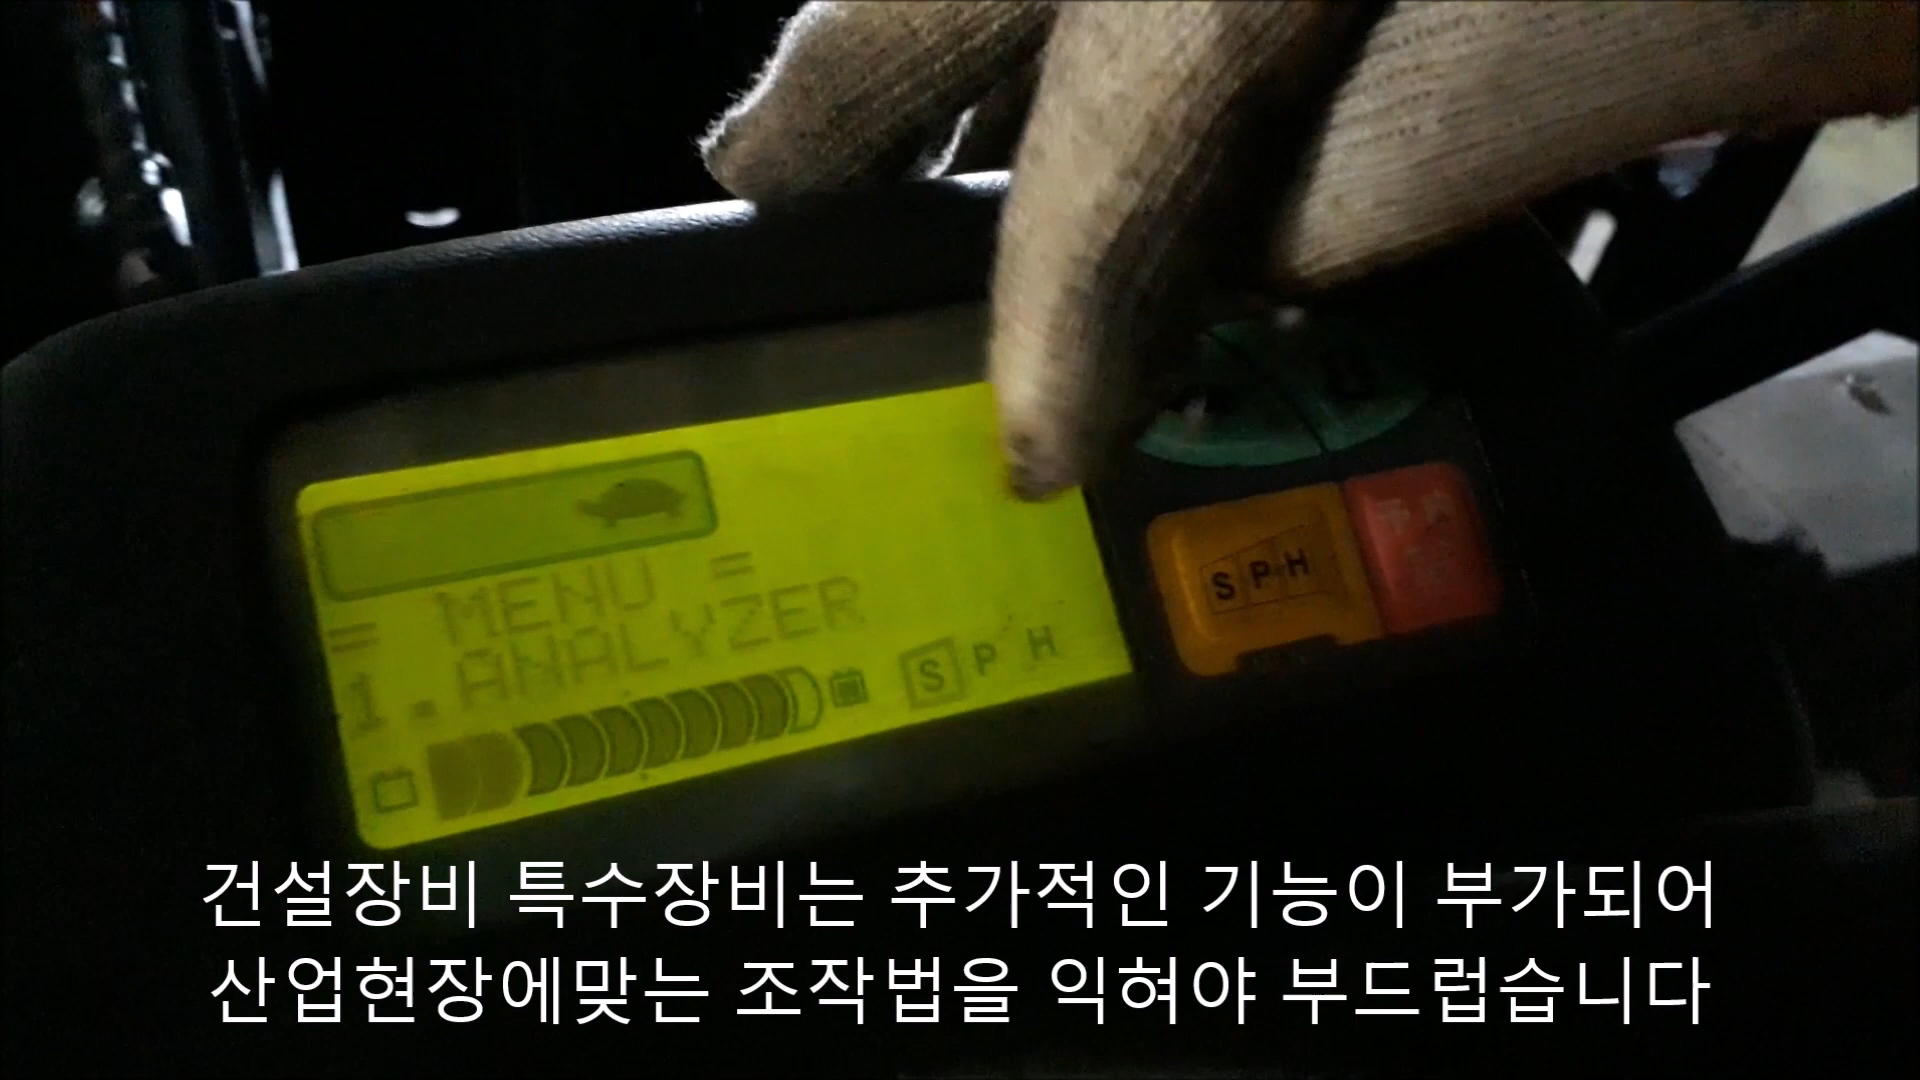 = MENU =
1.ANALYZER
S P H
S P H
건설장비 특수장비는 추가적인 기능이 부가되어
산업현장에맞는 조작법을 익혀야 부드럽습니다